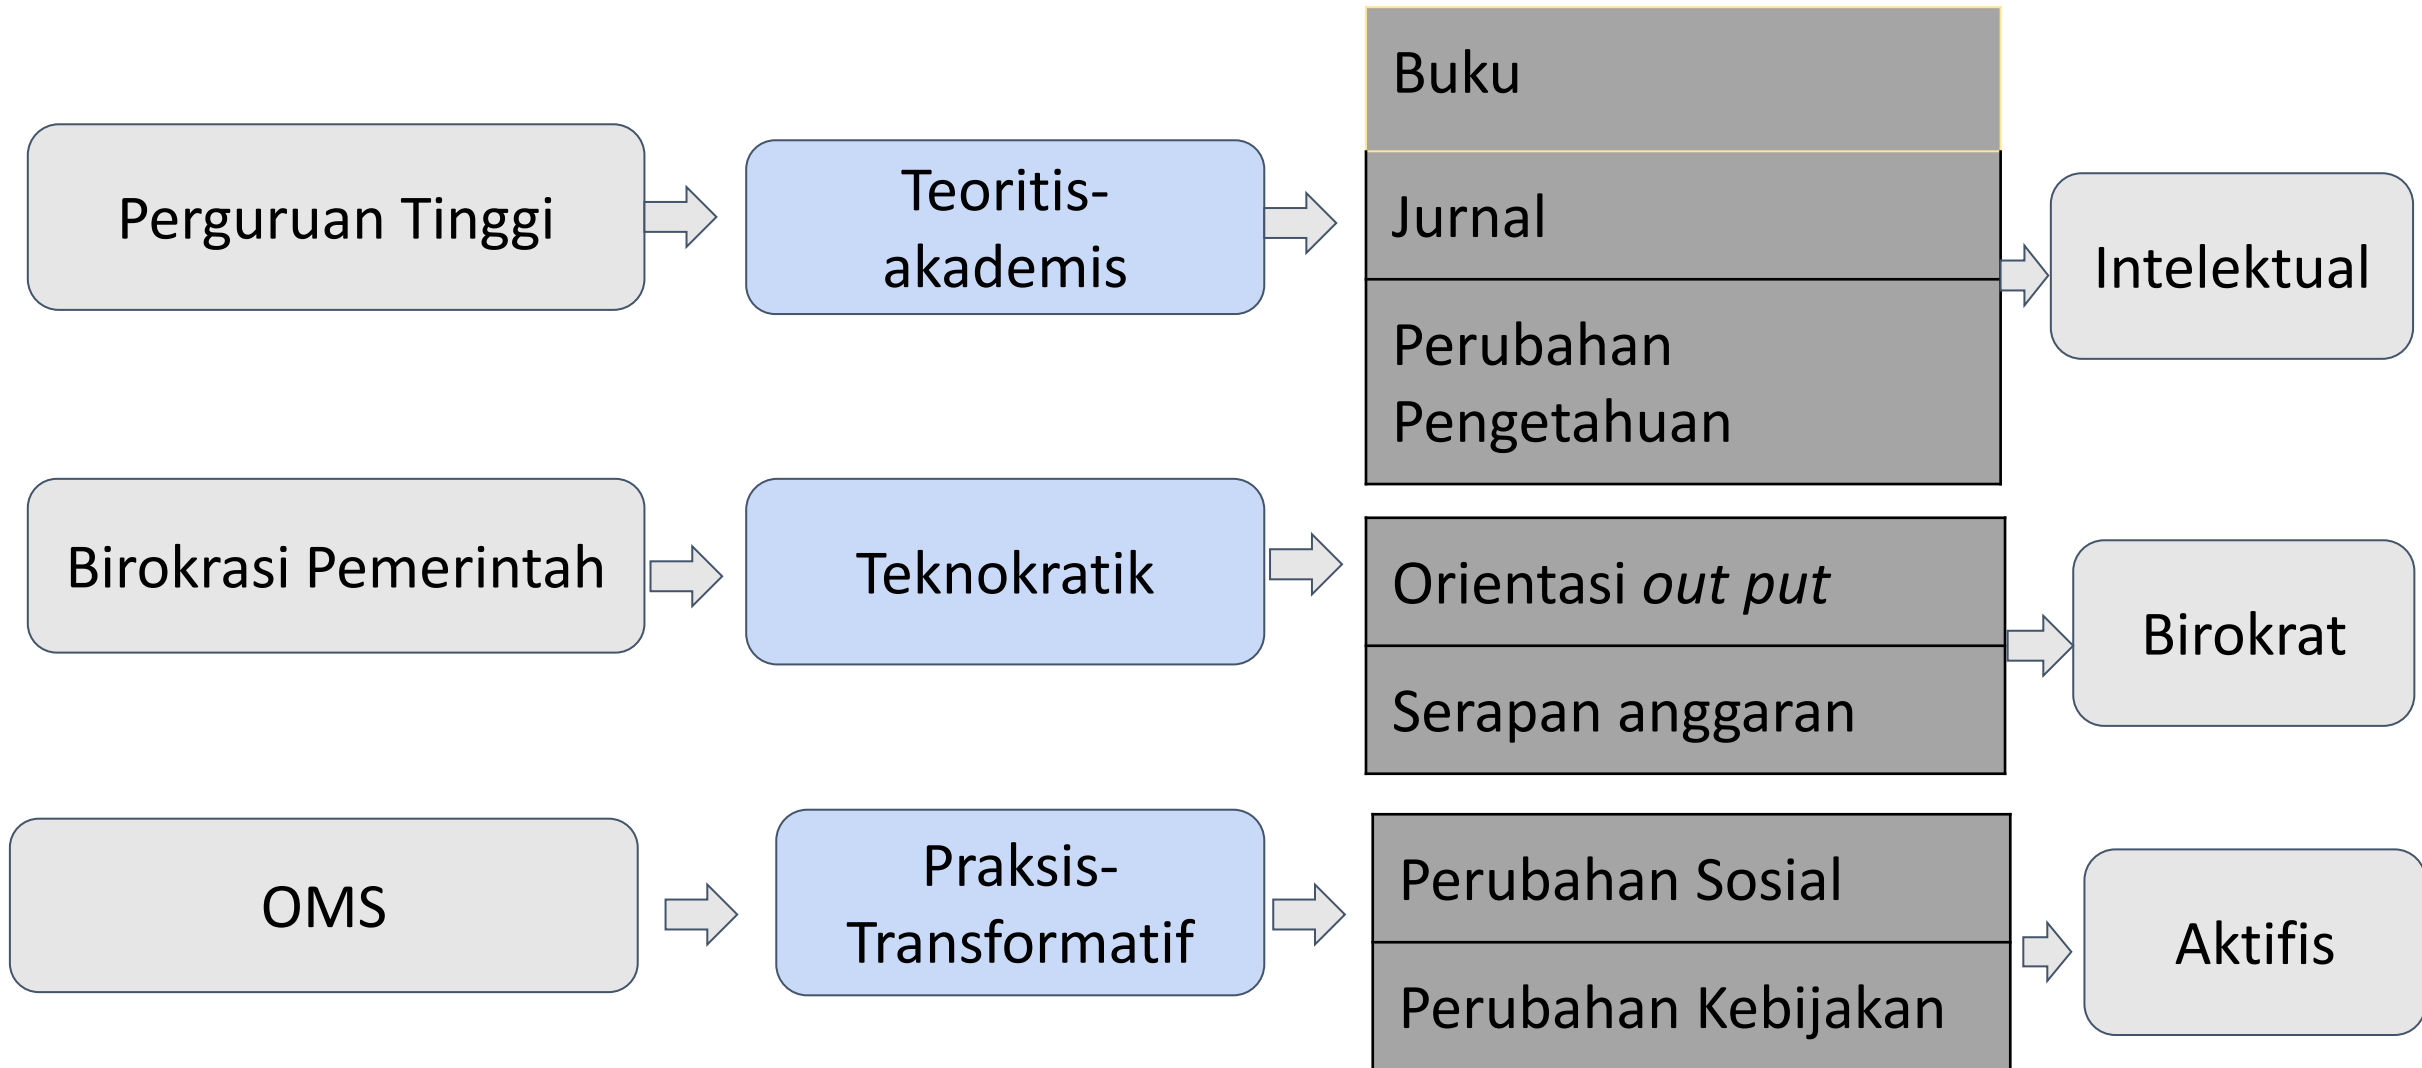 Perguruan Tinggi
Teoritis-
akademis
Buku
Jurnal
Perubahan
Pengetahuan
Intelektual
Birokrasi Pemerintah
Teknokratik
Orientasi out put
Serapan anggaran
Birokrat
OMS
Praksis-
Transformatif
Perubahan Sosial
Perubahan Kebijakan
Aktifis